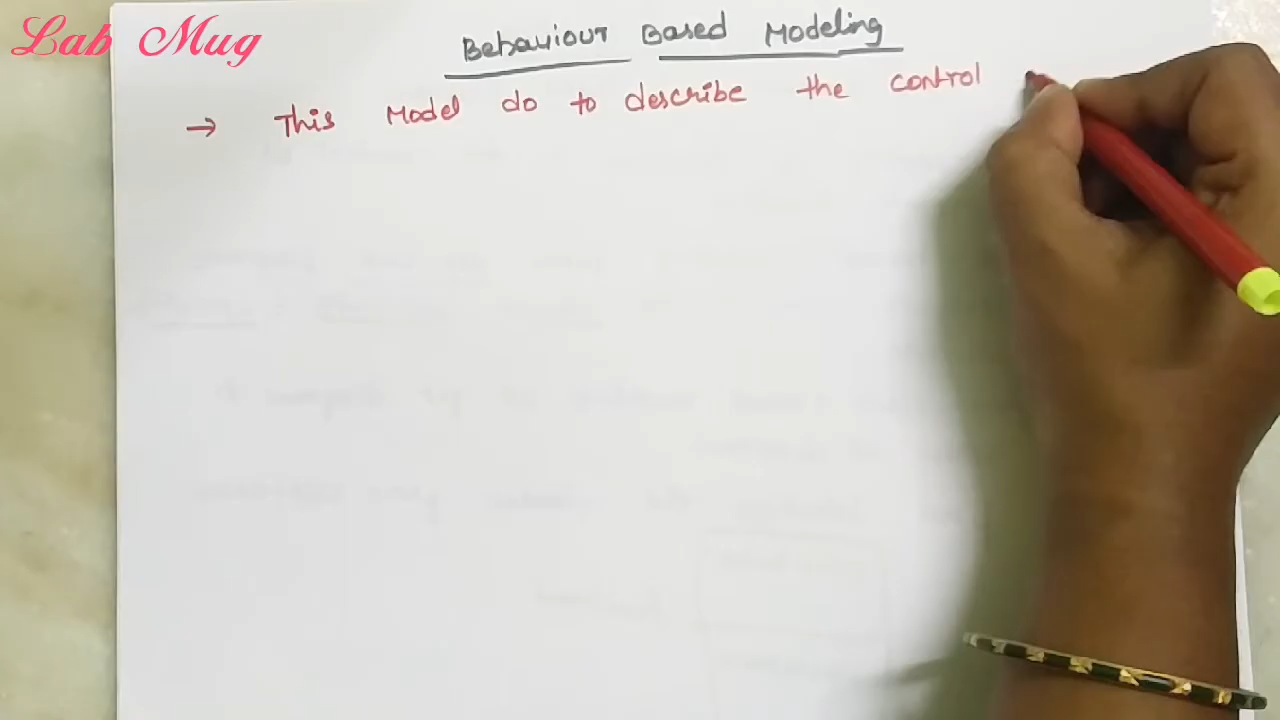 Lab Mug
Behaviour Based Modeling
→ This Model do to describe the control